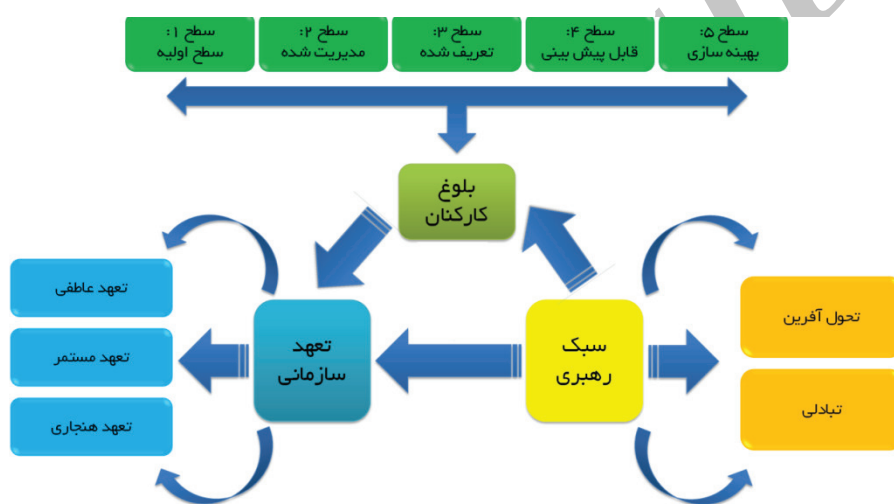 سطح ۱:
سطح اولیه
سطح ۲:
مدیریت شده
سطح ۳:
تعریف شده
سطح ۴:
قابل پیش بینی
سطح ۵:
بهینه سازی
بلوغ
کارکنان
تحول آفرین
تبادلی
سبک
رهبری
تعهد
سازمانی
تعهد عاطفی
تعهد مستمر
تعهد هنجاری